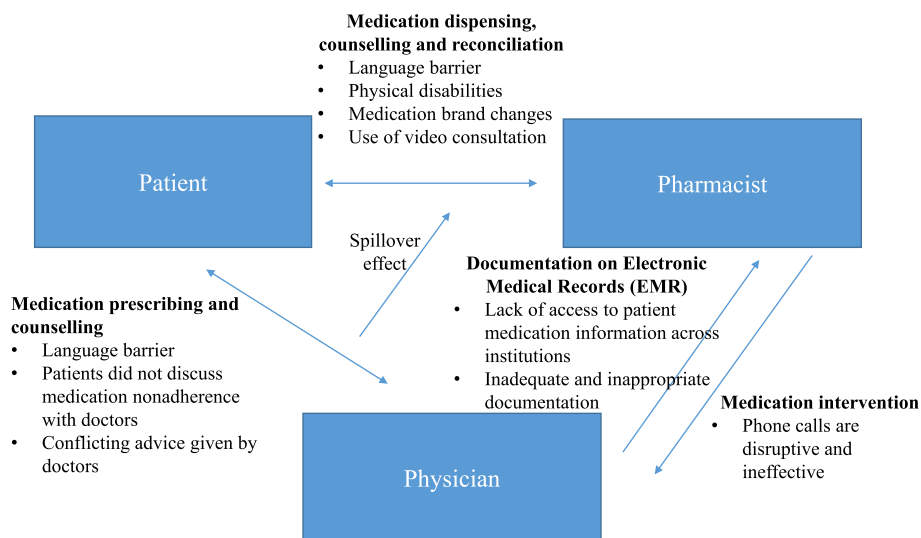 Medication dispensing,
counselling and reconciliation
• Language barrier
• Physical disabilities
• Medication brand changes
• Use of video consultation
Patient
Pharmacist
Spillover
effect
Documentation on Electronic
Medical Records (EMR)
• Lack of access to patient
medication information across
institutions
• Inadequate and inappropriate
documentation
Medication prescribing and
counselling
• Language barrier
• Patients did not discuss
medication nonadherence
with doctors
• Conflicting advice given by
doctors
Medication intervention
• Phone calls are
disruptive and
ineffective
Physician